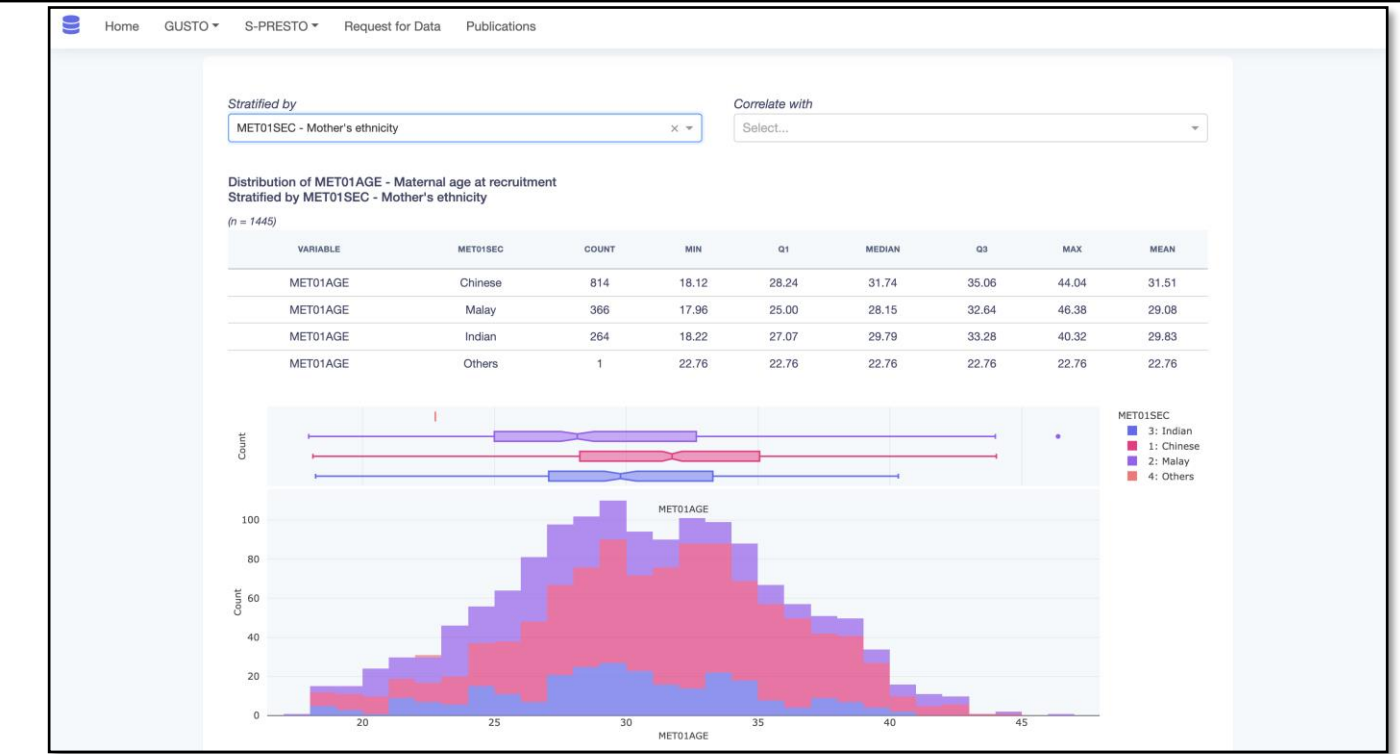 Home GUSTO S-PRESTO Request for Data Publications
Stratified by Correlate with
MET01SEC - Mother's ethnicity Select...
Distribution of MET01AGE - Maternal age at recruitment
Stratified by MET01SEC - Mother's ethnicity
(n = 1445)
VARIABLE MET01SEC COUNT MIN Q1 MEDIAN Q3 MAX MEAN
MET01AGE Chinese 814 18.12 28.24 31.74 35.06 44.04 31.51
MET01AGE Malay 366 17.96 25.00 28.15 32.64 46.38 29.08
MET01AGE Indian 264 18.22 27.07 29.79 33.28 40.32 29.83
MET01AGE Others 1 22.76 22.76 22.76 22.76 22.76 22.76
Count
MET01SEC
3: Indian
1: Chinese
2: Malay
4: Others
MET01AGE
Count
100
80
60
40
20
0
20 25 30 35 40 45
MET01AGE